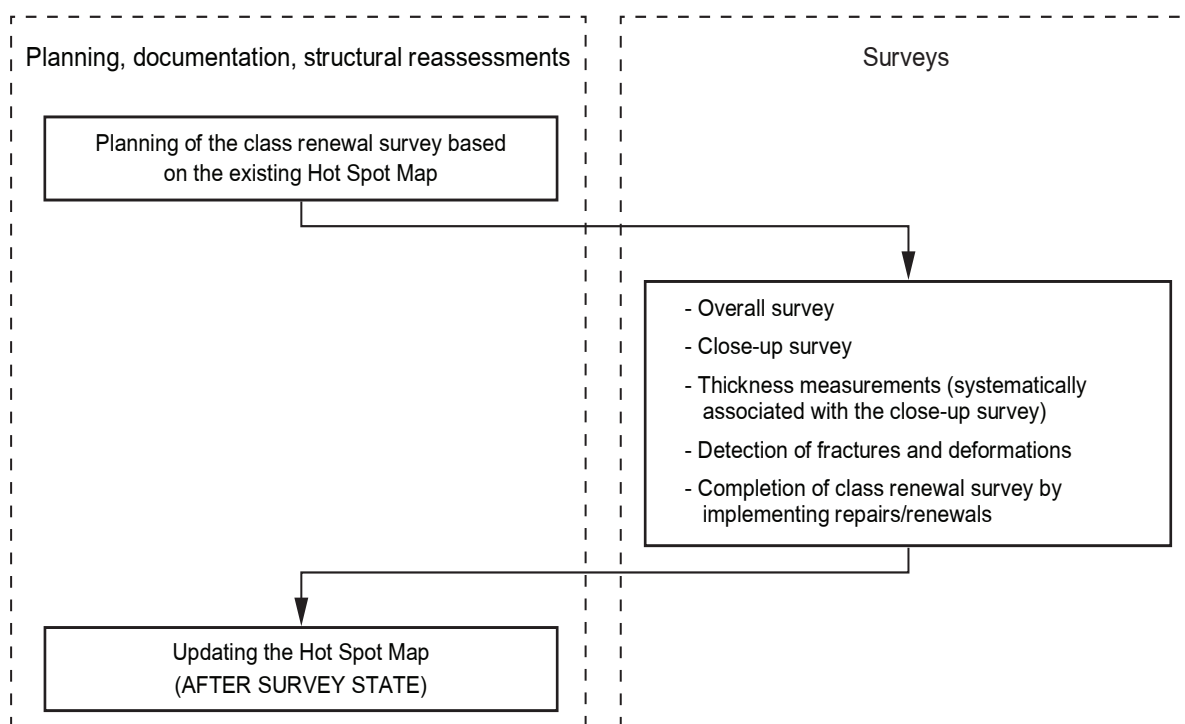 Planning, documentation, structural reassessments
Surveys
Planning of the class renewal survey based
on the existing Hot Spot Map
- Overall survey
- Close-up survey
- Thickness measurements (systematically
associated with the close-up survey)
- Detection of fractures and deformations
- Completion of class renewal survey by
implementing repairs/renewals
Updating the Hot Spot Map
(AFTER SURVEY STATE)